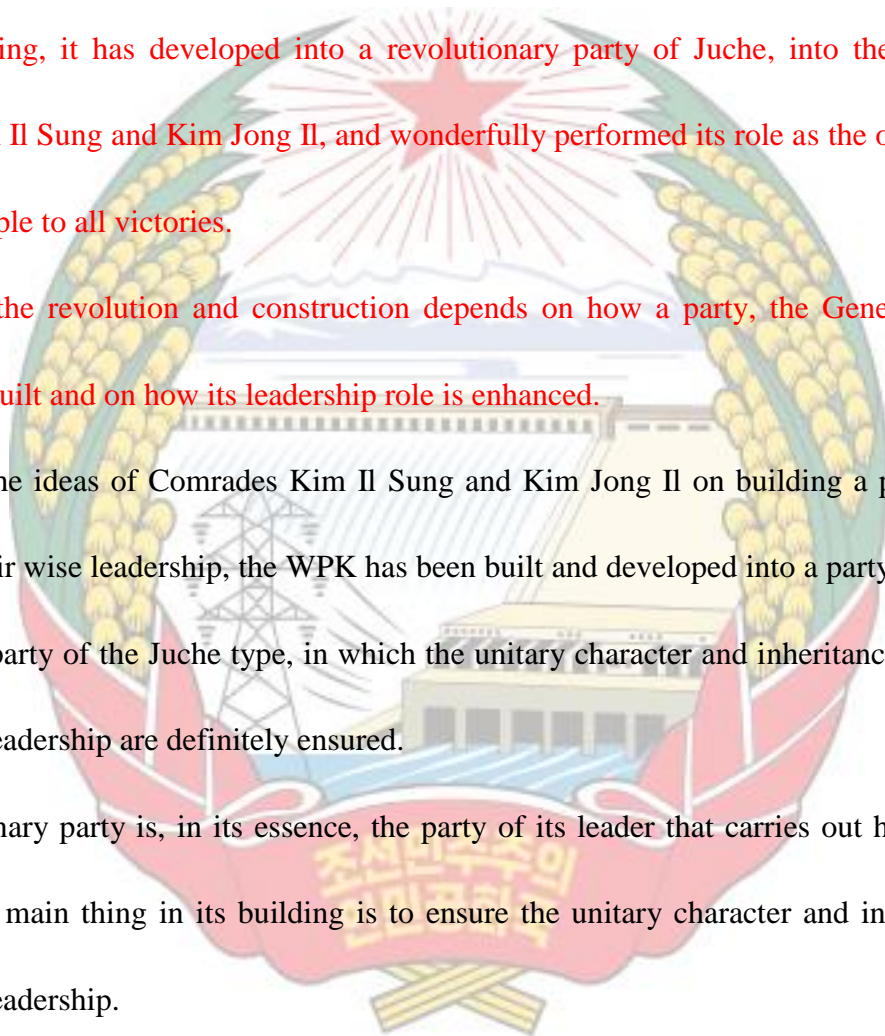 ing, it has developed into a revolutionary party of Juche, into the
Il Sung and Kim Jong Il, and wonderfully performed its role as the o
ple to all victories.
the revolution and construction depends on how a party, the Gene
uilt and on how its leadership role is enhanced.
he ideas of Comrades Kim Il Sung and Kim Jong Il on building a p
ir wise leadership, the WPK has been built and developed into a party
party of the Juche type, in which the unitary character and inheritanc
eadership are definitely ensured.
nary party is, in its essence, the party of its leader that carries out h
main thing in its building is to ensure the unitary character and in
eadership.
조선민주주의
인민공화국